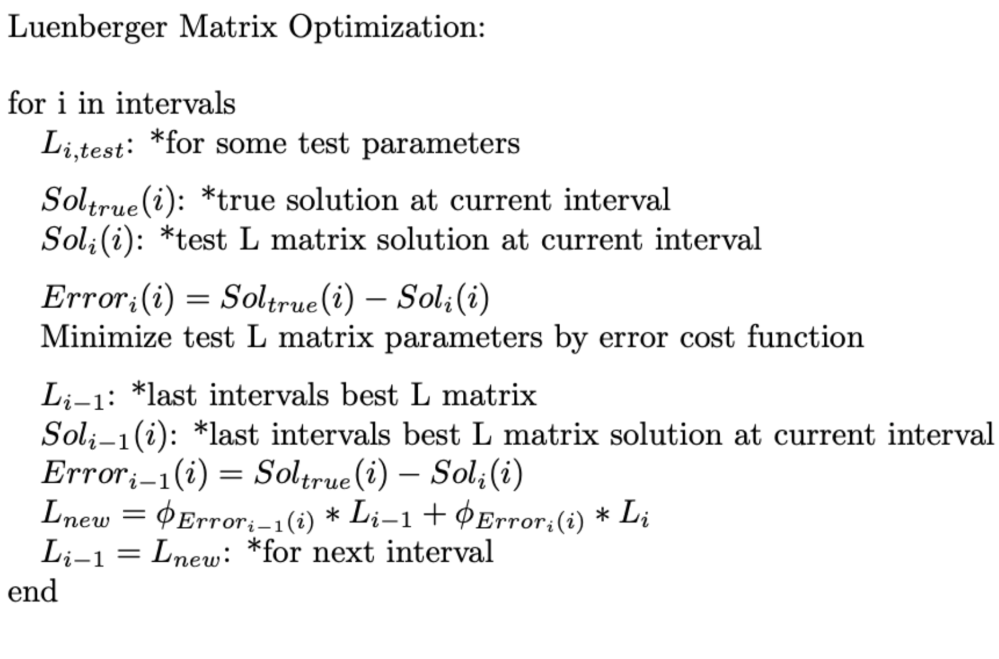 Luenberger Matrix Optimization:
for i in intervals
L_{i,test}: *for some test parameters
Sol_{true}(i): *true solution at current interval
Sol_i(i): *test L matrix solution at current interval
Error_i(i) = Sol_{true}(i) − Sol_i(i)
Minimize test L matrix parameters by error cost function
L_{i−1}: *last intervals best L matrix
Sol_{i−1}(i): *last intervals best L matrix solution at current interval
Error_{i−1}(i) = Sol_{true}(i) − Sol_i(i)
L_{new} = ϕ_{Error_{i−1}(i)} * L_{i−1} + ϕ_{Error_i(i)} * L_i
L_{i−1} = L_{new}: *for next interval
end